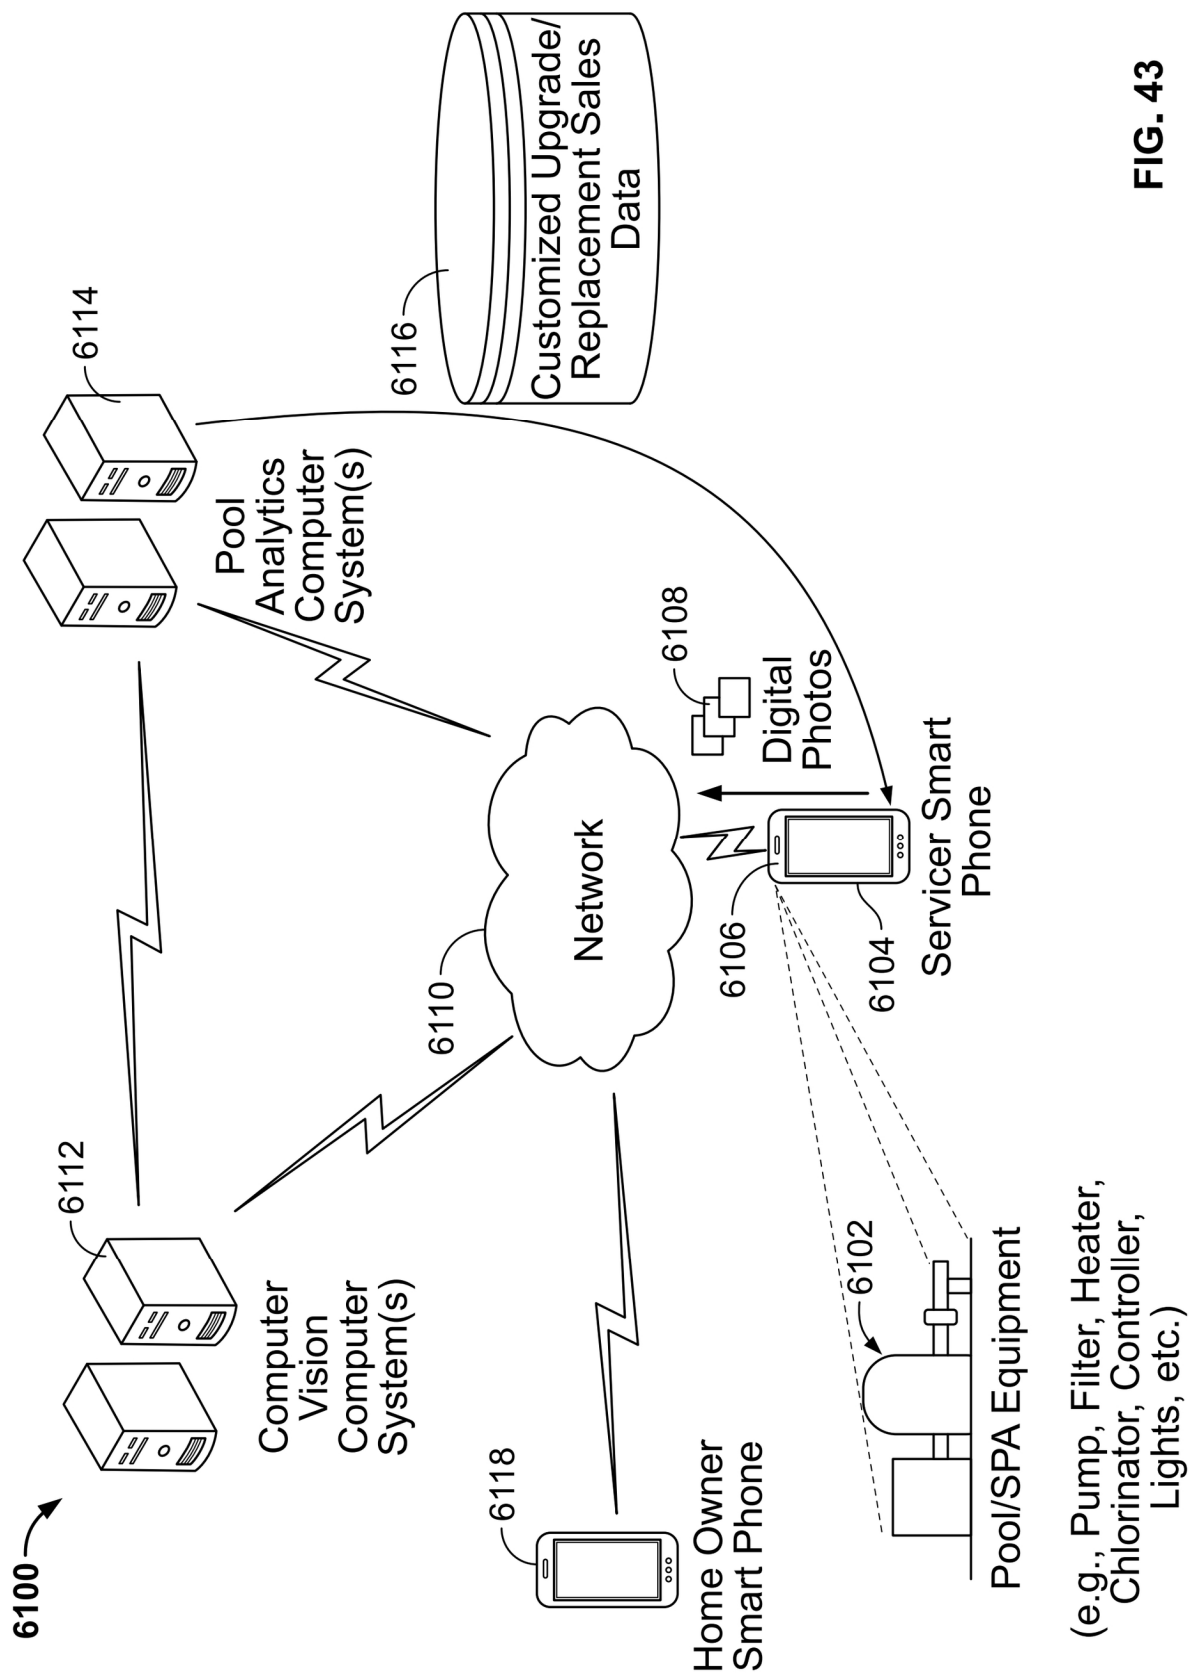 6100
6112
Computer
Vision
Computer
System(s)
6114
Pool
Analytics
Computer
System(s)
6116
Customized Upgrade/
Replacement Sales
Data
6110
Network
6118
Home Owner
Smart Phone
6108
Digital
Photos
6106
6104
Servicer Smart
Phone
6102
Pool/SPA Equipment
(e.g., Pump, Filter, Heater,
Chlorinator, Controller,
Lights, etc.)
FIG. 43